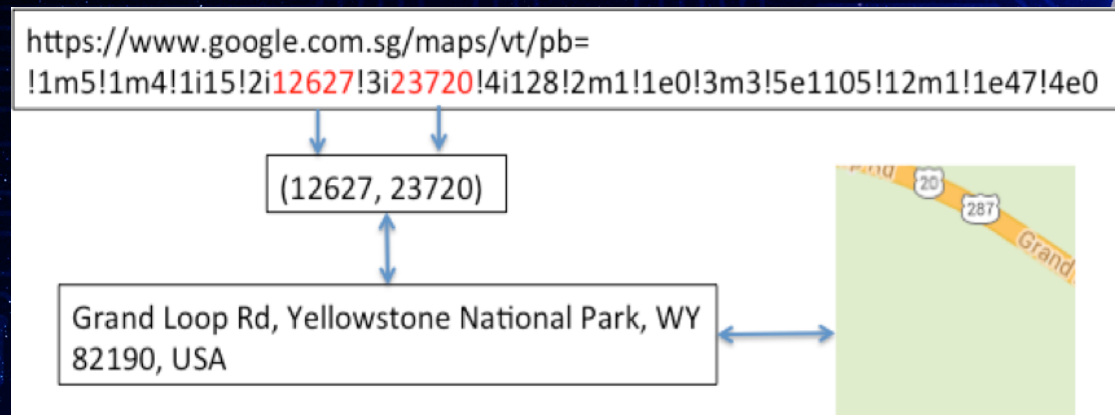 https://www.google.com.sg/maps/vt/pb=
!1m5!1m4!1i15!2i12627!3i23720!4i128!2m1!1e0!3m3!5e1105!12m1!1e47!4e0
(12627, 23720)
Grand Loop Rd, Yellowstone National Park, WY
82190, USA
Rd
20
287
Grand